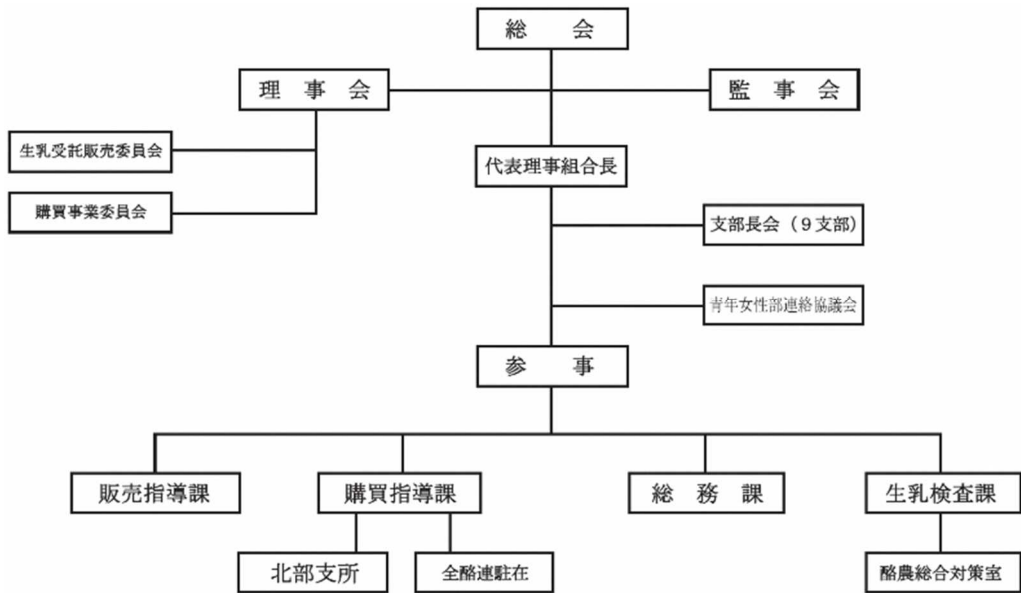 総会
理事会
監事会
生乳受託販売委員会
代表理事組合長
購買事業委員会
支部長会（９支部）
青年女性部連絡協議会
参事
販売指導課
購買指導課
総務課
生乳検査課
北部支所
全酪連駐在
酪農総合対策室